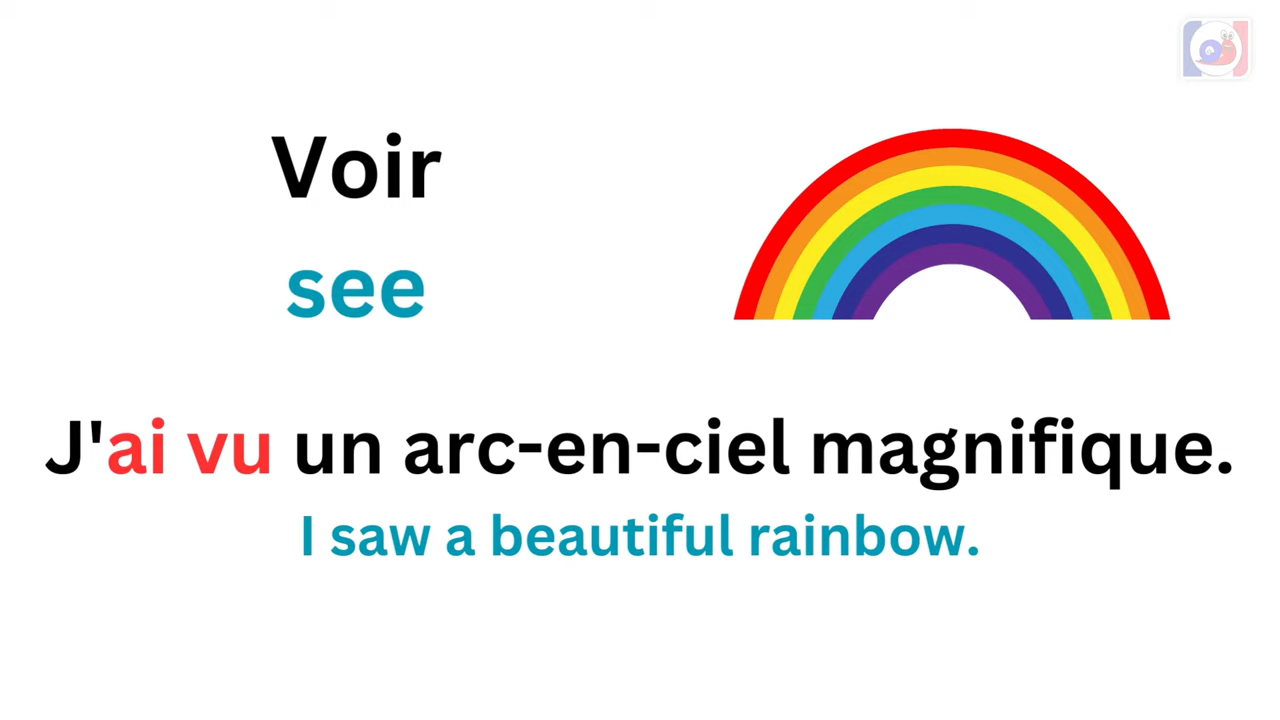 Voir
see
J'ai vu un arc-en-ciel magnifique.
I saw a beautiful rainbow.